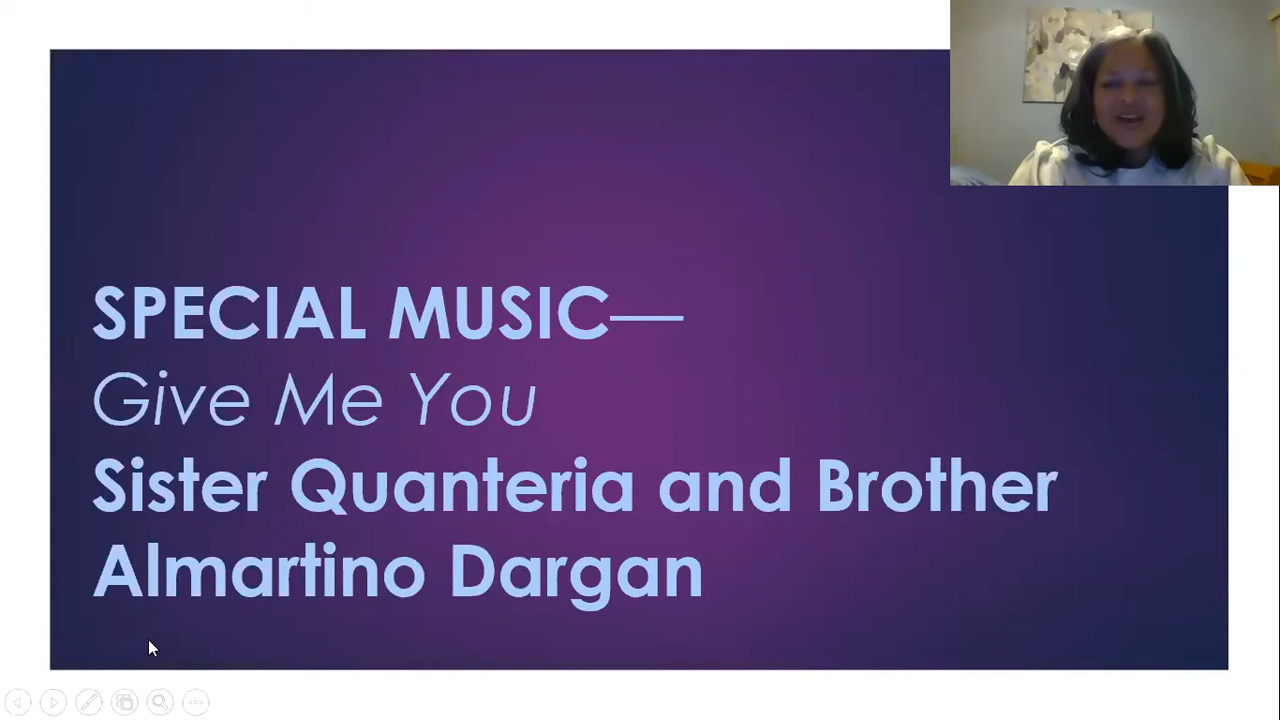 SPECIAL MUSIC—
Give Me You
Sister Quanteria and Brother
Almartino Dargan